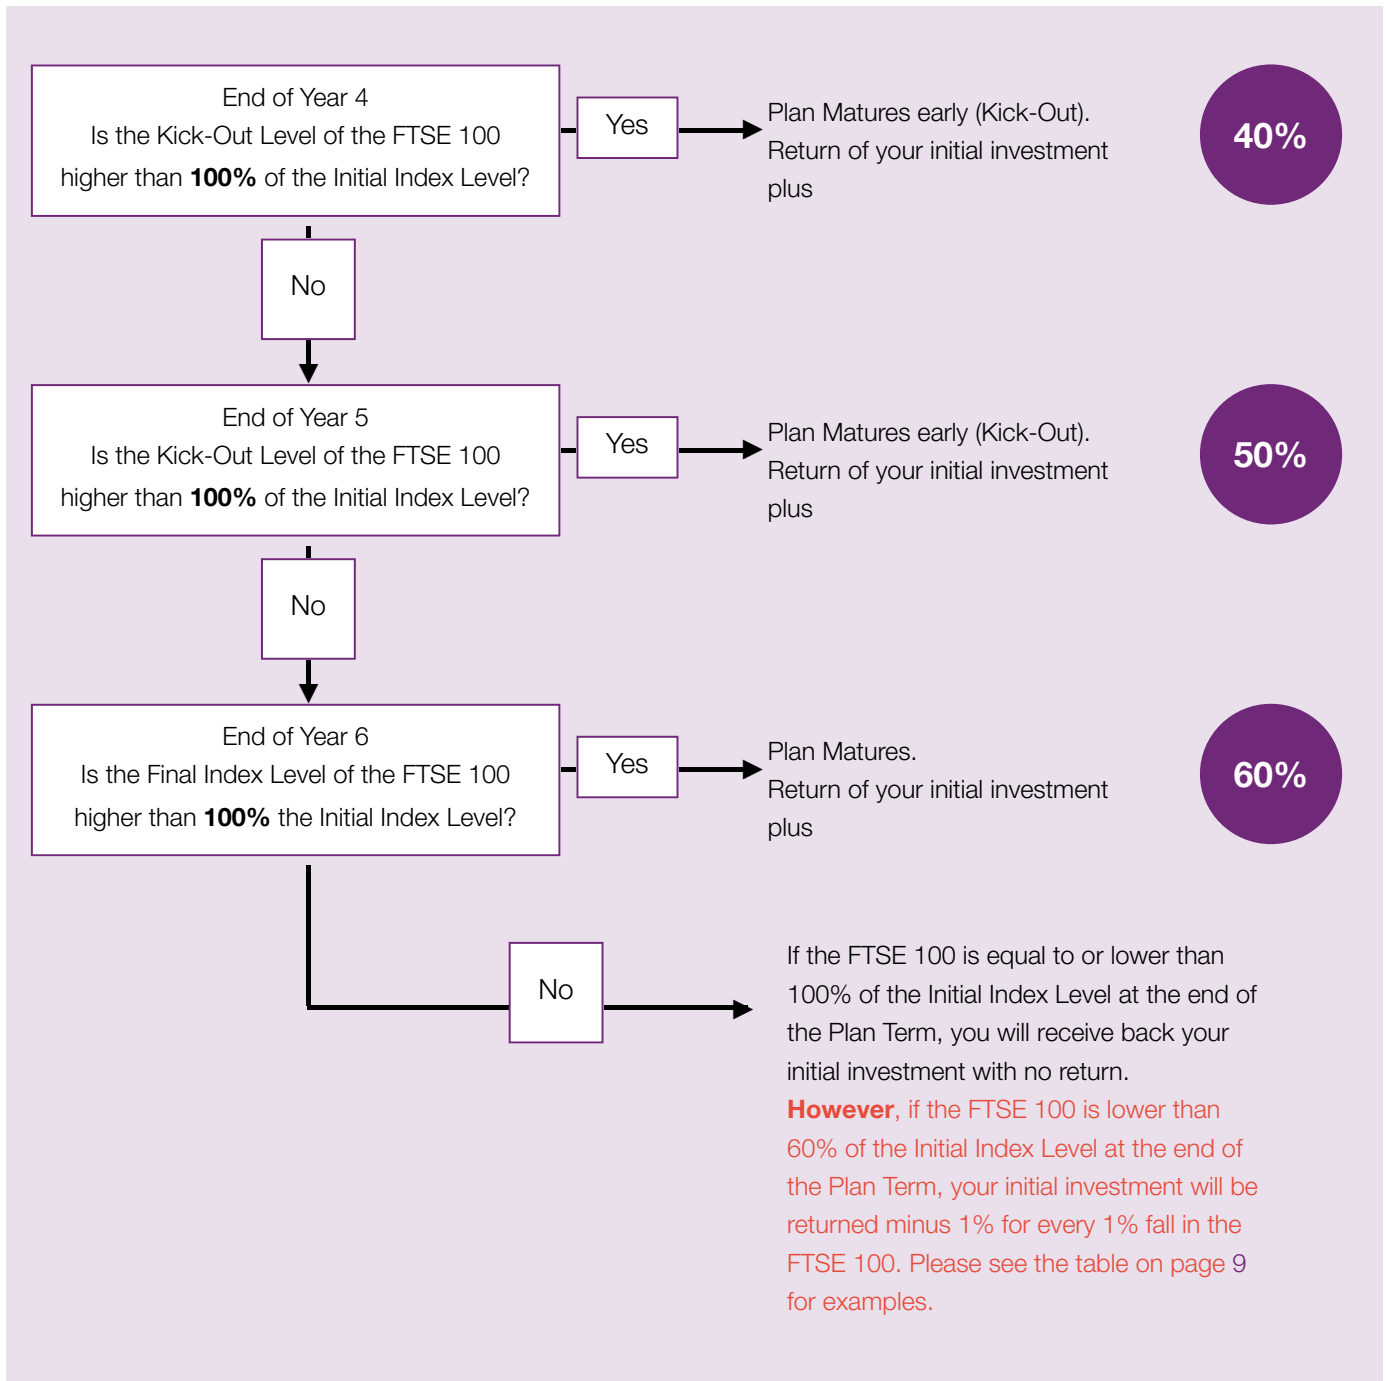 End of Year 4
Is the Kick-Out Level of the FTSE 100
higher than 100% of the Initial Index Level?
Yes
Plan Matures early (Kick-Out).
Return of your initial investment
plus
40%
No
End of Year 5
Is the Kick-Out Level of the FTSE 100
higher than 100% of the Initial Index Level?
Yes
Plan Matures early (Kick-Out).
Return of your initial investment
plus
50%
No
End of Year 6
Is the Final Index Level of the FTSE 100
higher than 100% the Initial Index Level?
Yes
Plan Matures.
Return of your initial investment
plus
60%
No
If the FTSE 100 is equal to or lower than
100% of the Initial Index Level at the end of
the Plan Term, you will receive back your
initial investment with no return.
However, if the FTSE 100 is lower than
60% of the Initial Index Level at the end of
the Plan Term, your initial investment will be
returned minus 1% for every 1% fall in the
FTSE 100. Please see the table on page 9
for examples.